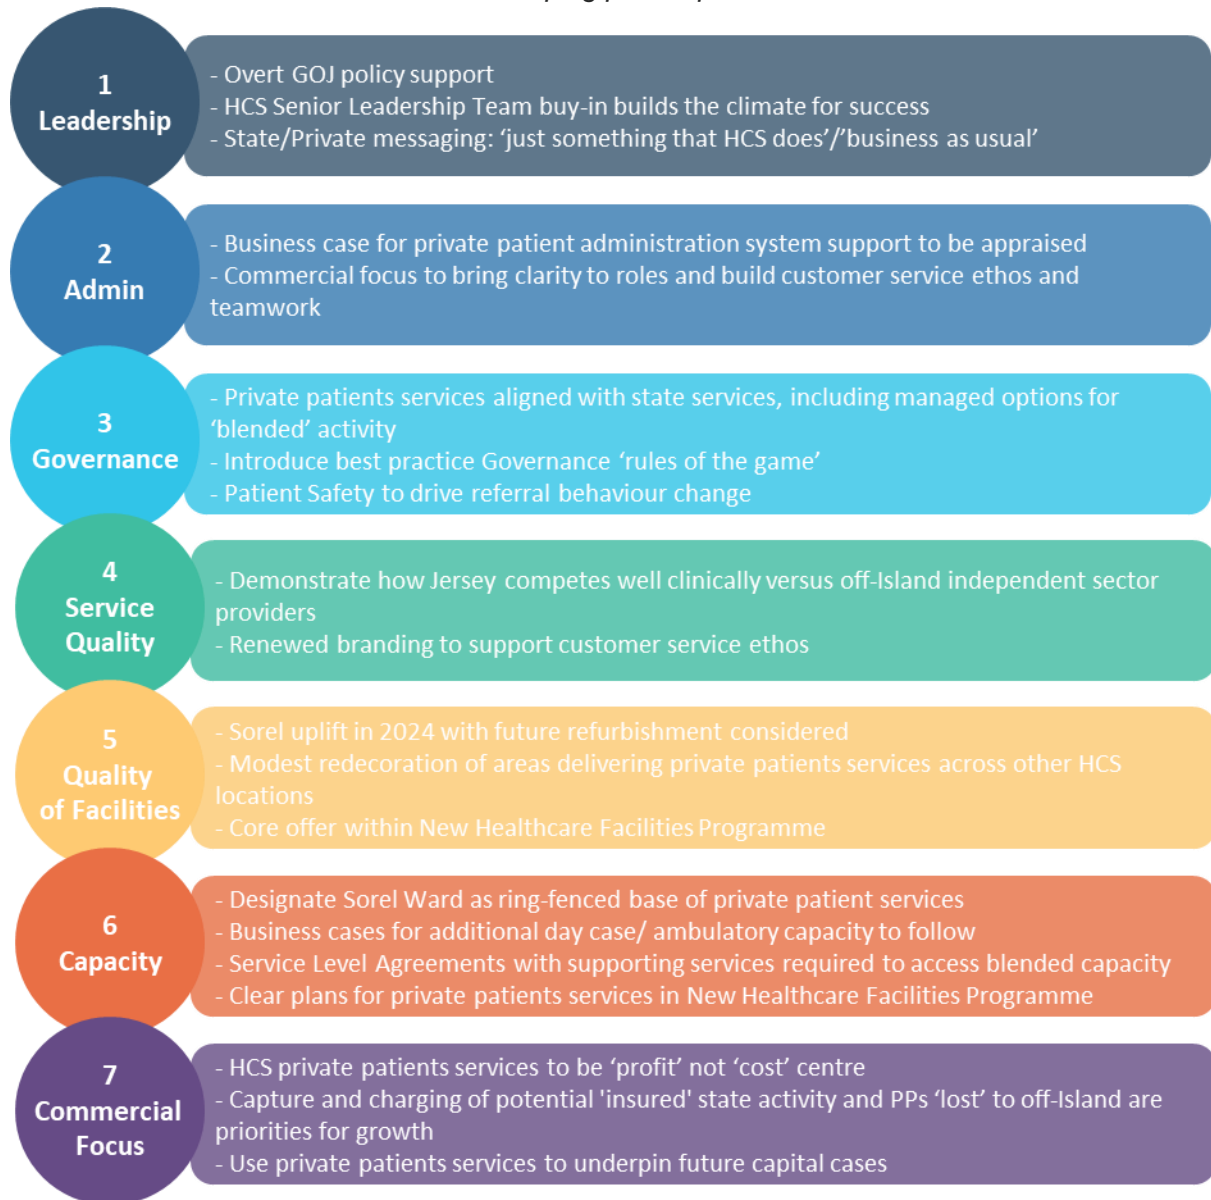 1
Leadership
- Overt GOJ policy support
- HCS Senior Leadership Team buy-in builds the climate for success
- State/Private messaging: ‘just something that HCS does’/’business as usual’
2
Admin
- Business case for private patient administration system support to be appraised
- Commercial focus to bring clarity to roles and build customer service ethos and
teamwork
3
Governance
- Private patients services aligned with state services, including managed options for
‘blended’ activity
- Introduce best practice Governance ‘rules of the game’
- Patient Safety to drive referral behaviour change
4
Service
Quality
- Demonstrate how Jersey competes well clinically versus off-Island independent sector
providers
- Renewed branding to support customer service ethos
5
Quality
of Facilities
- Sorel uplift in 2024 with future refurbishment considered
- Modest redecoration of areas delivering private patients services across other HCS
locations
- Core offer within New Healthcare Facilities Programme
6
Capacity
- Designate Sorel Ward as ring-fenced base of private patient services
- Business cases for additional day case/ ambulatory capacity to follow
- Service Level Agreements with supporting services required to access blended capacity
- Clear plans for private patients services in New Healthcare Facilities Programme
7
Commercial
Focus
- HCS private patients services to be ‘profit’ not ‘cost’ centre
- Capture and charging of potential 'insured' state activity and PPs ‘lost’ to off-Island are
priorities for growth
- Use private patients services to underpin future capital cases